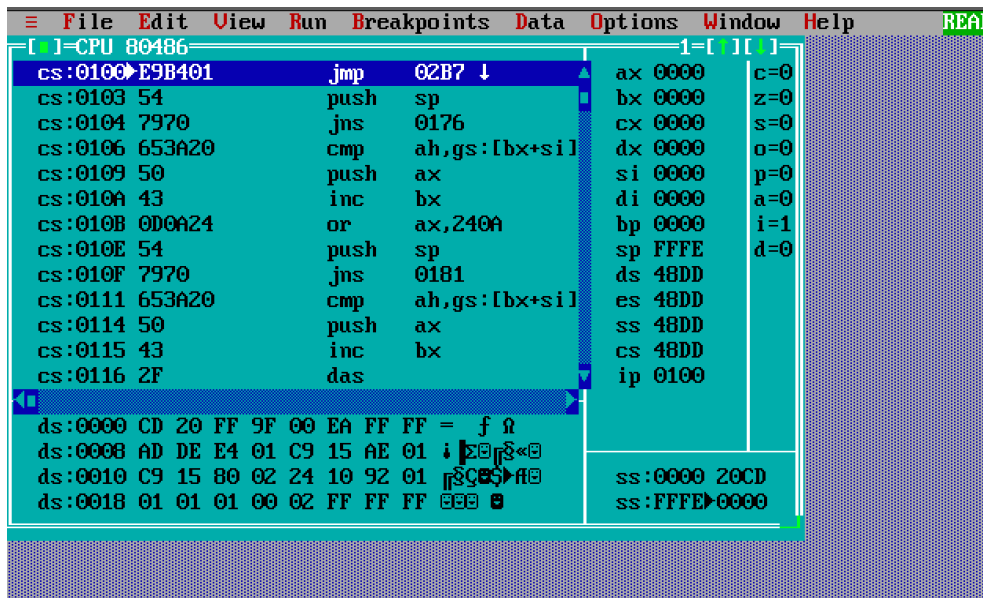 ≡ File Edit View Run Breakpoints Data Options Window Help REA
[■]=CPU 80486 1=[↑][↓]
cs:0100►E9B401 jmp 02B7 ↓
cs:0103 54 push sp
cs:0104 7970 jns 0176
cs:0106 653A20 cmp ah,gs:[bx+si]
cs:0109 50 push ax
cs:010A 43 inc bx
cs:010B 0D0A24 or ax,240A
cs:010E 54 push sp
cs:010F 7970 jns 0181
cs:0111 653A20 cmp ah,gs:[bx+si]
cs:0114 50 push ax
cs:0115 43 inc bx
cs:0116 2F das
ax 0000 c=0
bx 0000 z=0
cx 0000 s=0
dx 0000 o=0
si 0000 p=0
di 0000 a=0
bp 0000 i=1
sp FFFE d=0
ds 48DD
es 48DD
ss 48DD
cs 48DD
ip 0100
ds:0000 CD 20 FF 9F 00 EA FF FF = ƒ Ω
ds:0008 AD DE E4 01 C9 15 AE 01 ¡▐Σ☺╔§«☺
ds:0010 C9 15 80 02 24 10 92 01 ╔§Ç☻$►Æ☺
ds:0018 01 01 01 00 02 FF FF FF ☺☺☺ ☻
ss:0000 20CD
ss:FFFE►0000